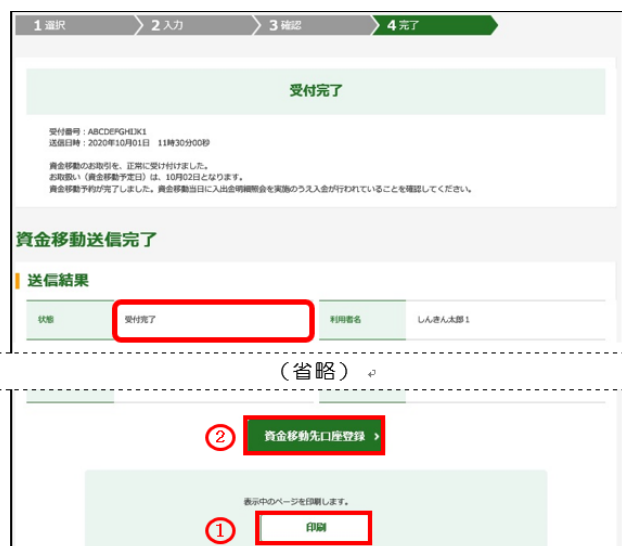 1 選択 2 入力 3 確認 4 完了
受付完了
受付番号：ABCDEFGHIJK1
送信日時：2020年10月01日 11時30分00秒
資金移動のお取引を、正常に受け付けました。
お取扱い（資金移動予定日）は、10月02日となります。
資金移動予約が完了しました。資金移動当日に入出金明細照会を実施のうえ入金が行われていることを確認してください。
資金移動送信完了
送信結果
状態 受付完了 利用者名 しんきん太郎１
（省略）
② 資金移動先口座登録 ›
表示中のページを印刷します。
① 印刷